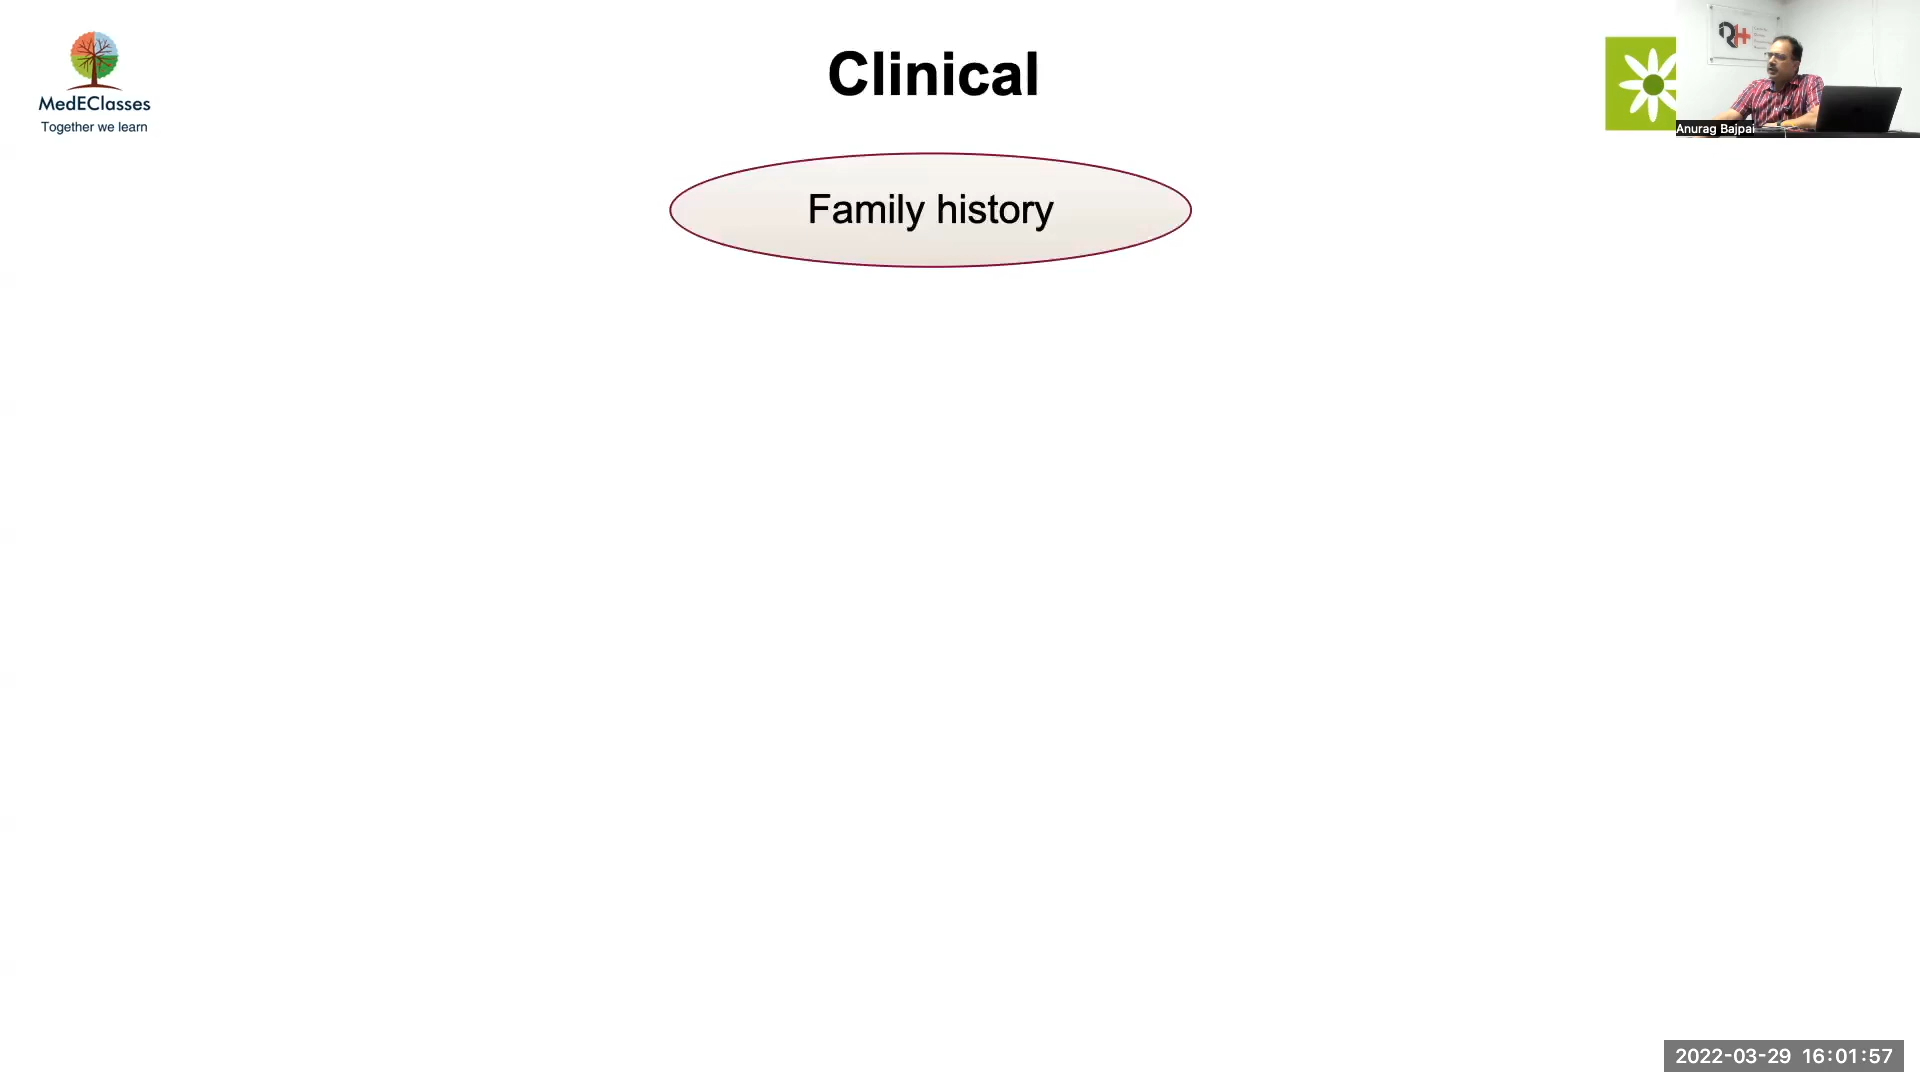 Clinical
MedEClasses
Together we learn
Anurag Bajpai
Family history
2022-03-29 16:01:57